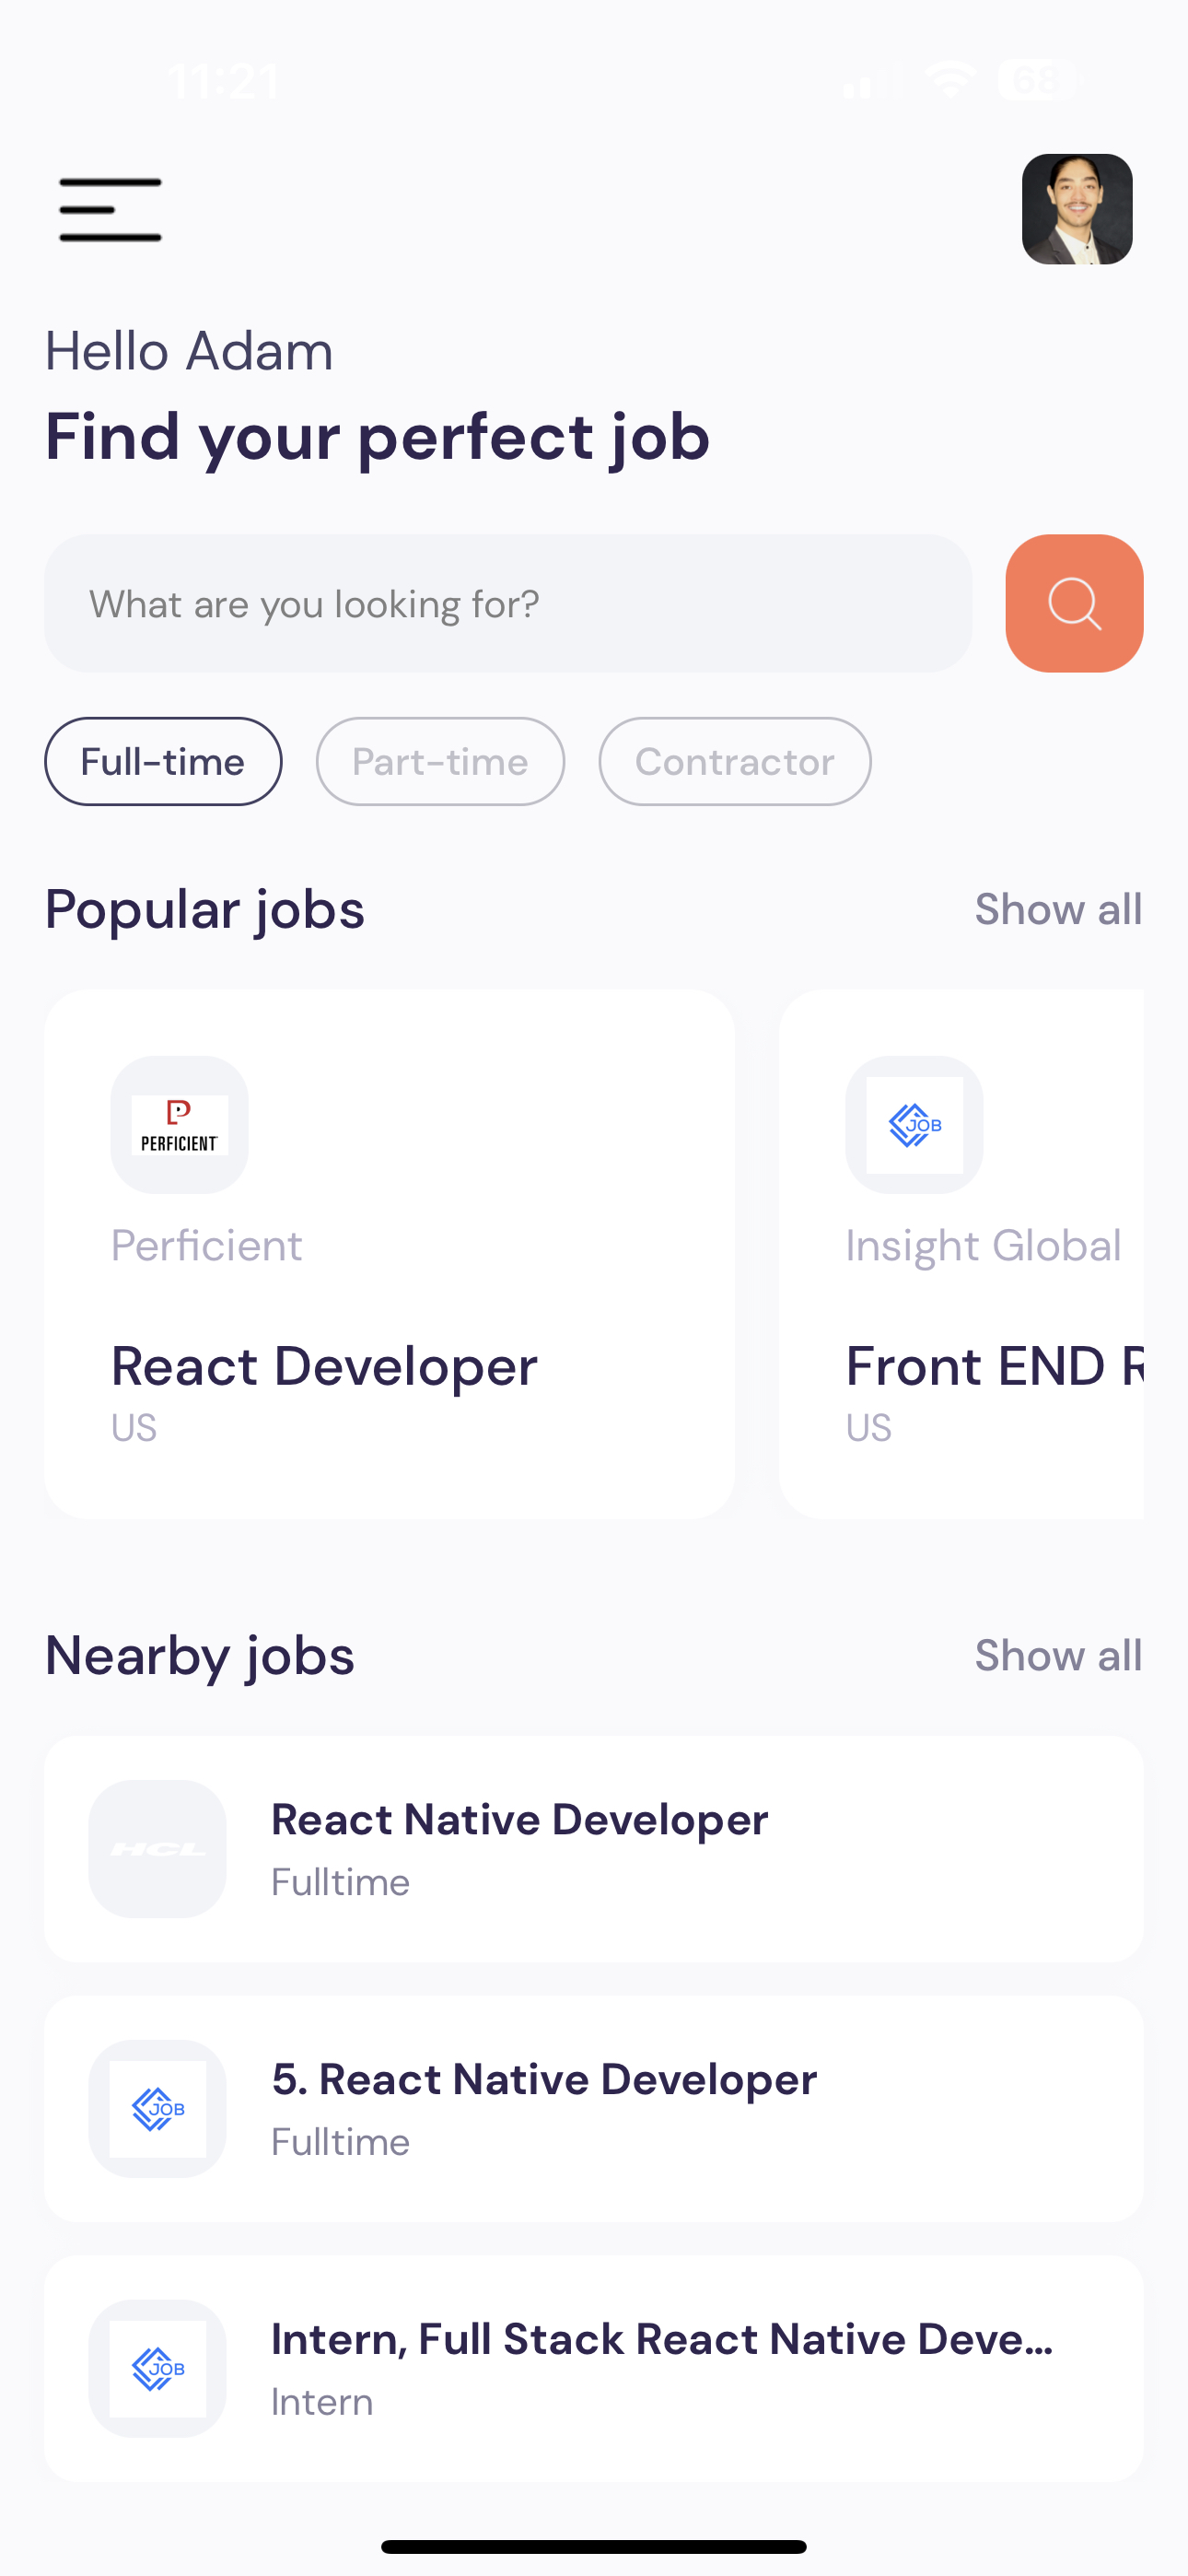 11:21
68
Hello Adam
Find your perfect job
What are you looking for?
Full-time
Part-time
Contractor
Popular jobs
Show all
PERFICIENT
JOB
Perficient
Insight Global
React Developer
Front END R
US
US
Nearby jobs
Show all
HCL
React Native Developer
Fulltime
JOB
5. React Native Developer
Fulltime
JOB
Intern, Full Stack React Native Deve...
Intern